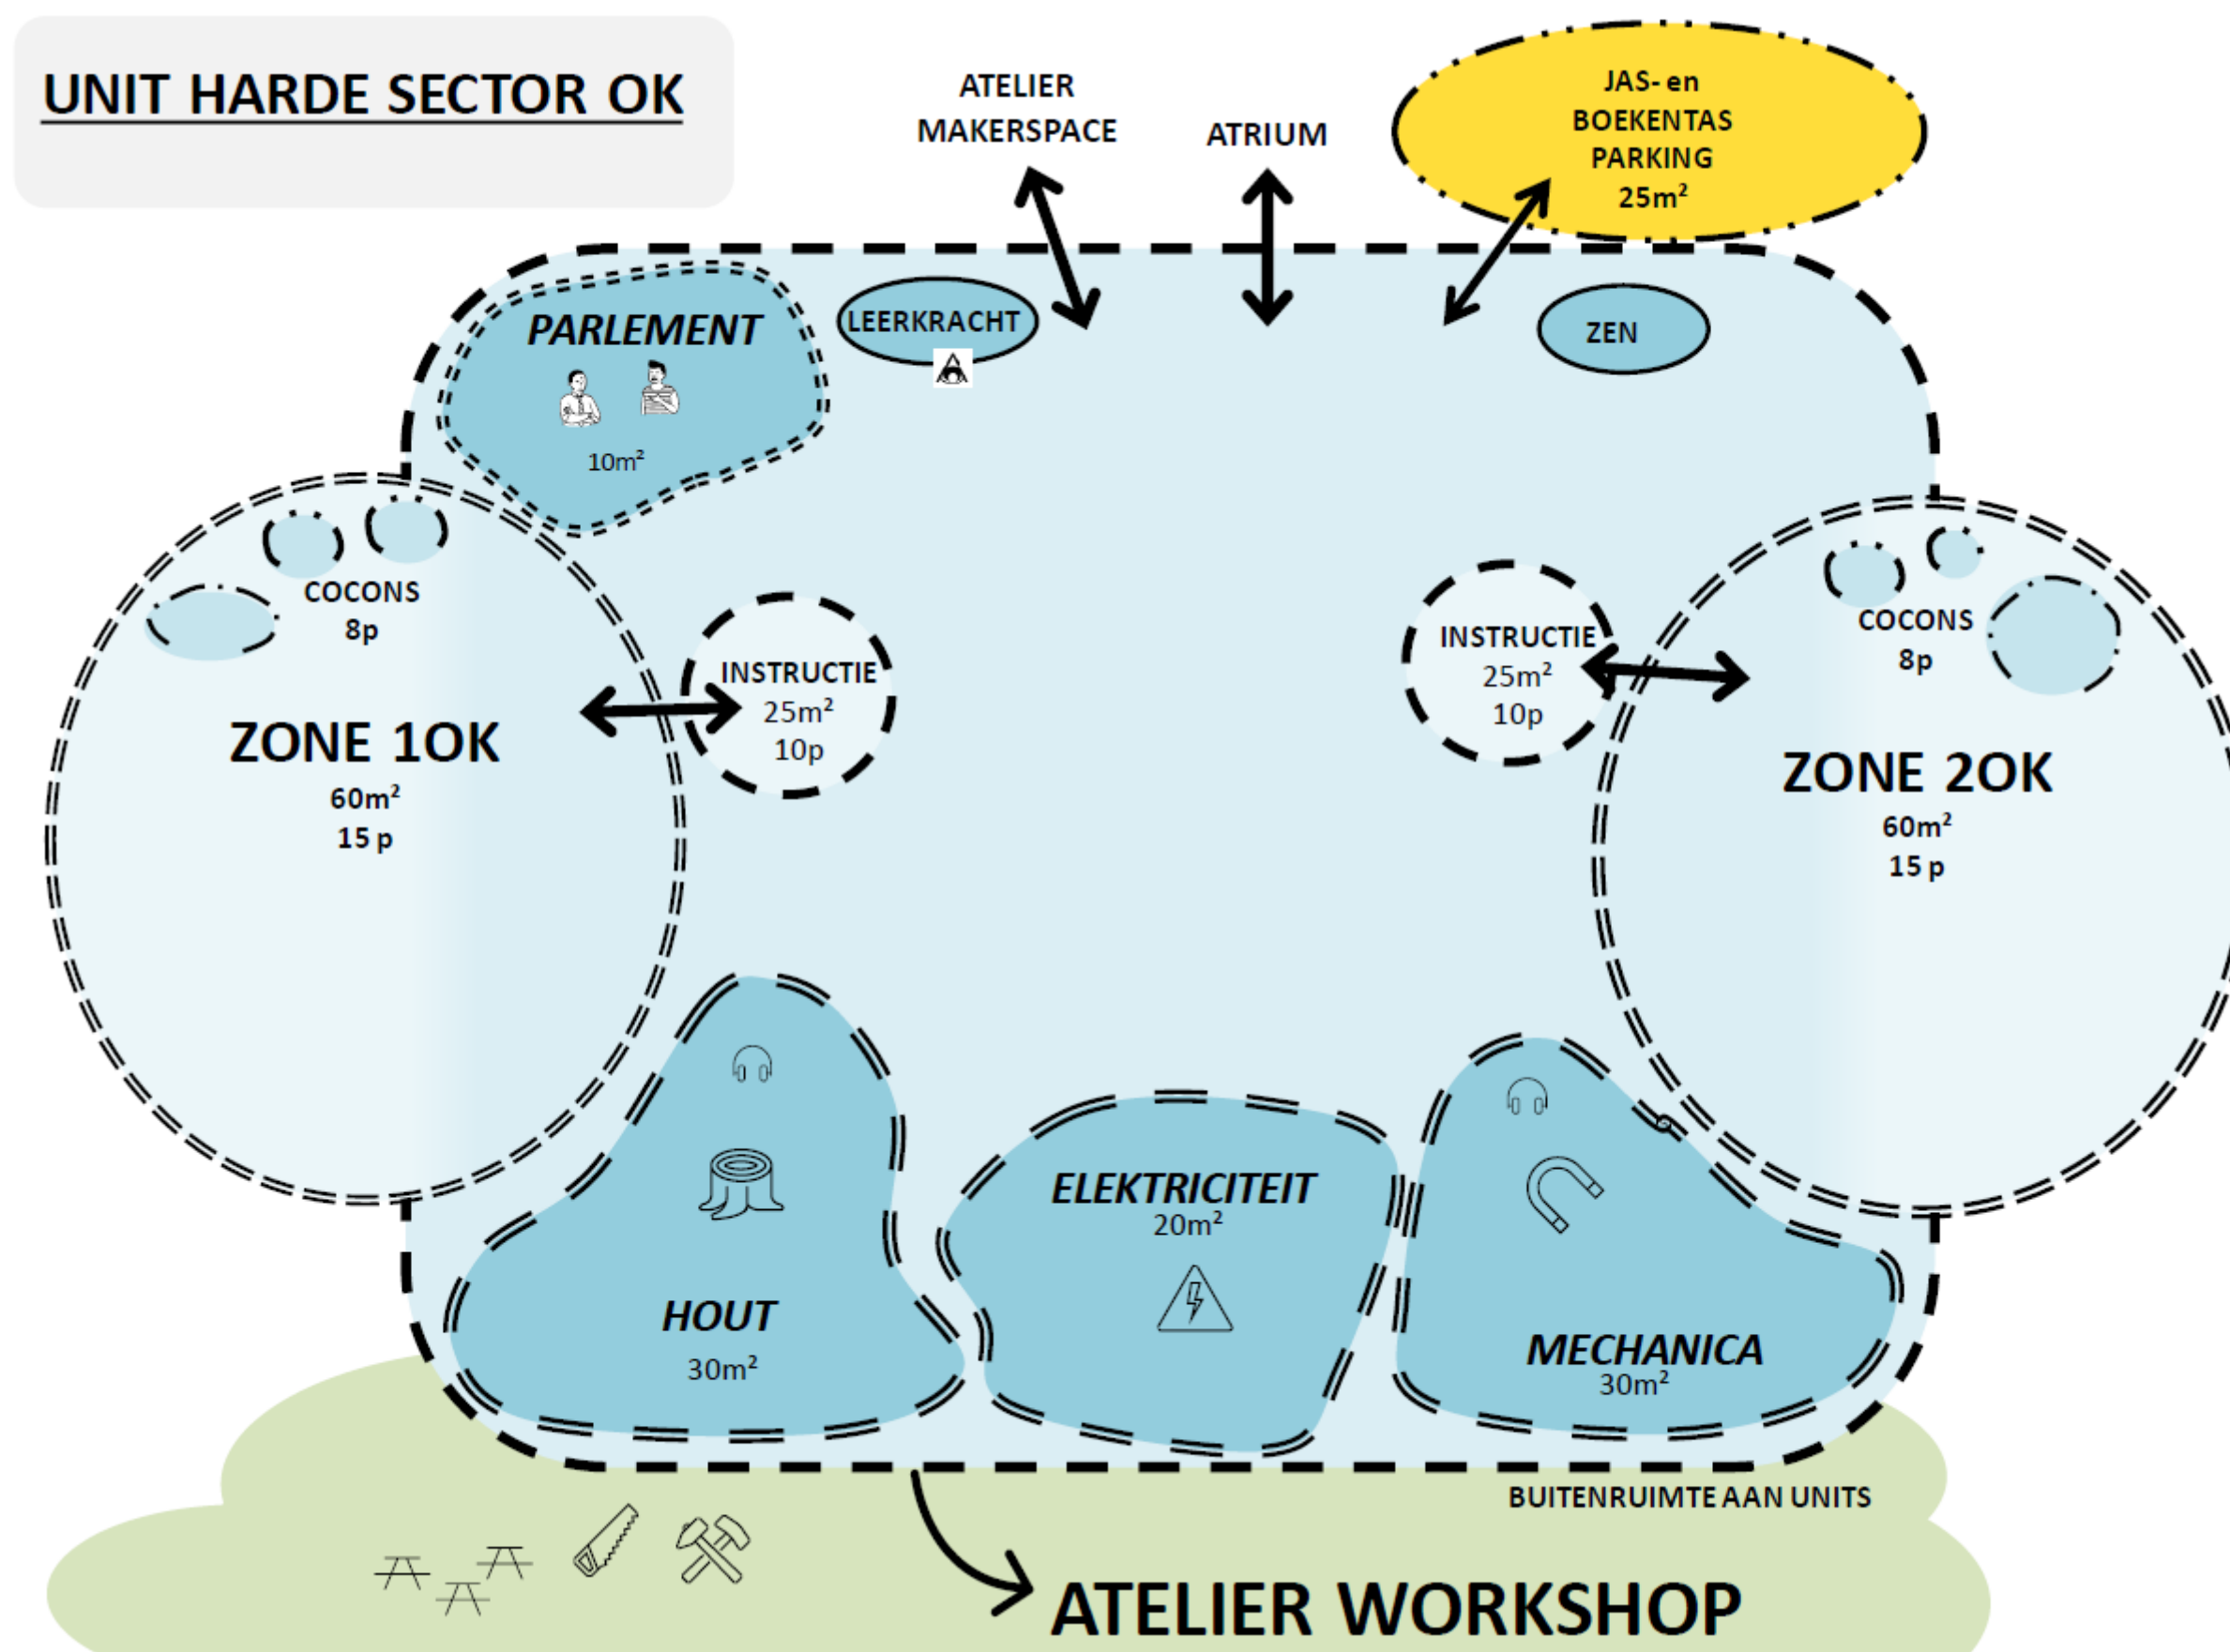 UNIT HARDE SECTOR OK
ATELIER
MAKERSPACE
ATRIUM
JAS- en
BOEKENTAS
PARKING
25m²
PARLEMENT
10m²
LEERKRACHT
ZEN
COCONS
8p
ZONE 1OK
60m²
15 p
INSTRUCTIE
25m²
10p
INSTRUCTIE
25m²
10p
COCONS
8p
ZONE 2OK
60m²
15 p
HOUT
30m²
ELEKTRICITEIT
20m²
MECHANICA
30m²
BUITENRUIMTE AAN UNITS
ATELIER WORKSHOP